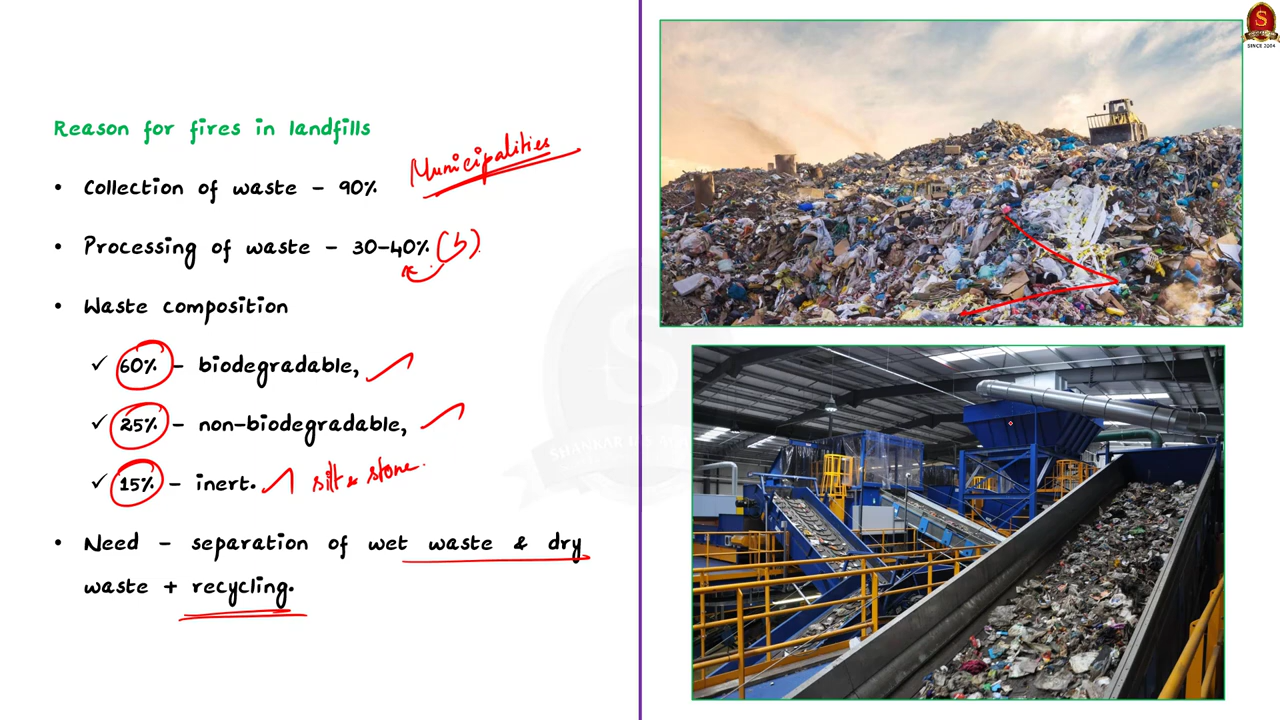 Reason for fires in landfills
Municipalities
• Collection of waste – 90%
• Processing of waste – 30-40% (b)
• Waste composition
✓ 60% – biodegradable,
✓ 25% – non-biodegradable,
✓ 15% – inert. silt & stone.
• Need – separation of wet waste & dry
waste + recycling.
S
SINCE 2004